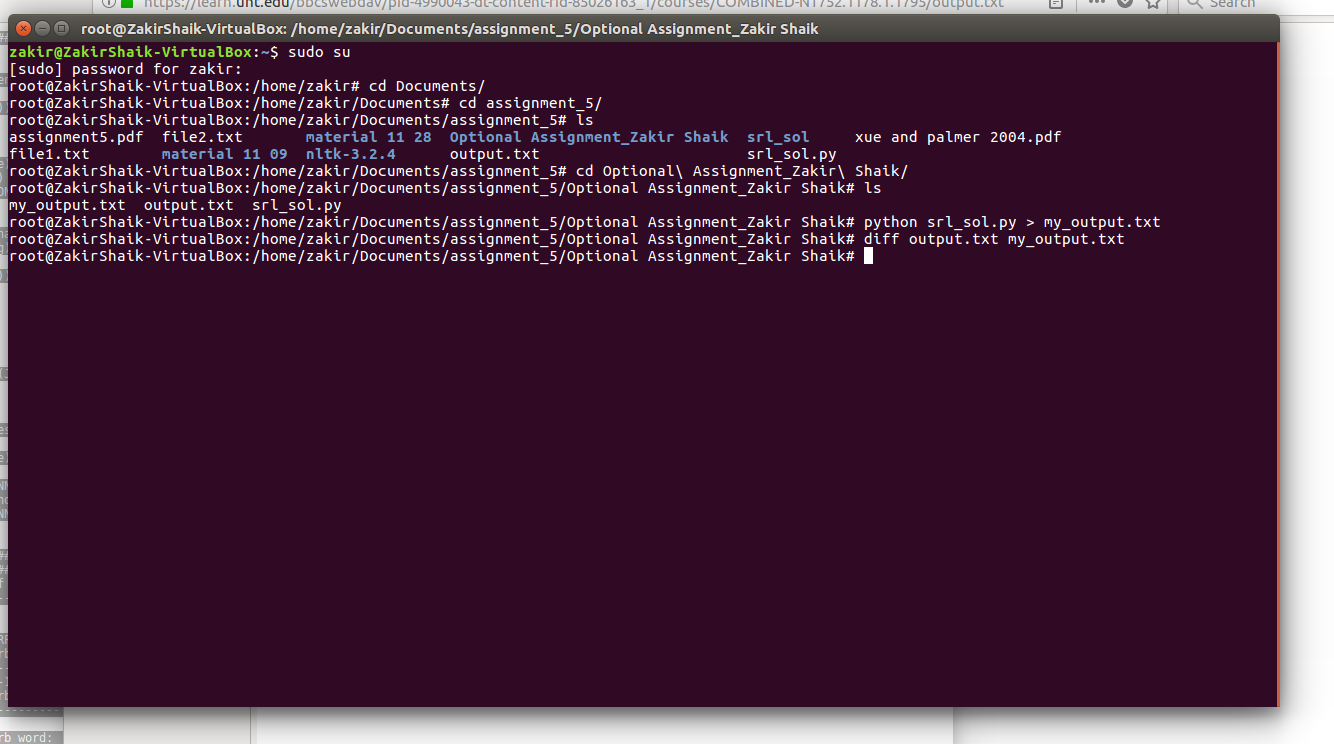 https://learn.unt.edu/bbcswebdav/pid-4990043-dt-content-rid-85026163_1/courses/COMBINED-N1752.1178.1.1795/output.txt
Search
root@ZakirShaik-VirtualBox: /home/zakir/Documents/assignment_5/Optional Assignment_Zakir Shaik
zakir@ZakirShaik-VirtualBox:~$ sudo su
[sudo] password for zakir:
root@ZakirShaik-VirtualBox:/home/zakir# cd Documents/
root@ZakirShaik-VirtualBox:/home/zakir/Documents# cd assignment_5/
root@ZakirShaik-VirtualBox:/home/zakir/Documents/assignment_5# ls
assignment5.pdf file2.txt material 11 28 Optional Assignment_Zakir Shaik srl_sol xue and palmer 2004.pdf
file1.txt material 11 09 nltk-3.2.4 output.txt srl_sol.py
root@ZakirShaik-VirtualBox:/home/zakir/Documents/assignment_5# cd Optional\ Assignment_Zakir\ Shaik/
root@ZakirShaik-VirtualBox:/home/zakir/Documents/assignment_5/Optional Assignment_Zakir Shaik# ls
my_output.txt output.txt srl_sol.py
root@ZakirShaik-VirtualBox:/home/zakir/Documents/assignment_5/Optional Assignment_Zakir Shaik# python srl_sol.py > my_output.txt
root@ZakirShaik-VirtualBox:/home/zakir/Documents/assignment_5/Optional Assignment_Zakir Shaik# diff output.txt my_output.txt
root@ZakirShaik-VirtualBox:/home/zakir/Documents/assignment_5/Optional Assignment_Zakir Shaik#
rb word: